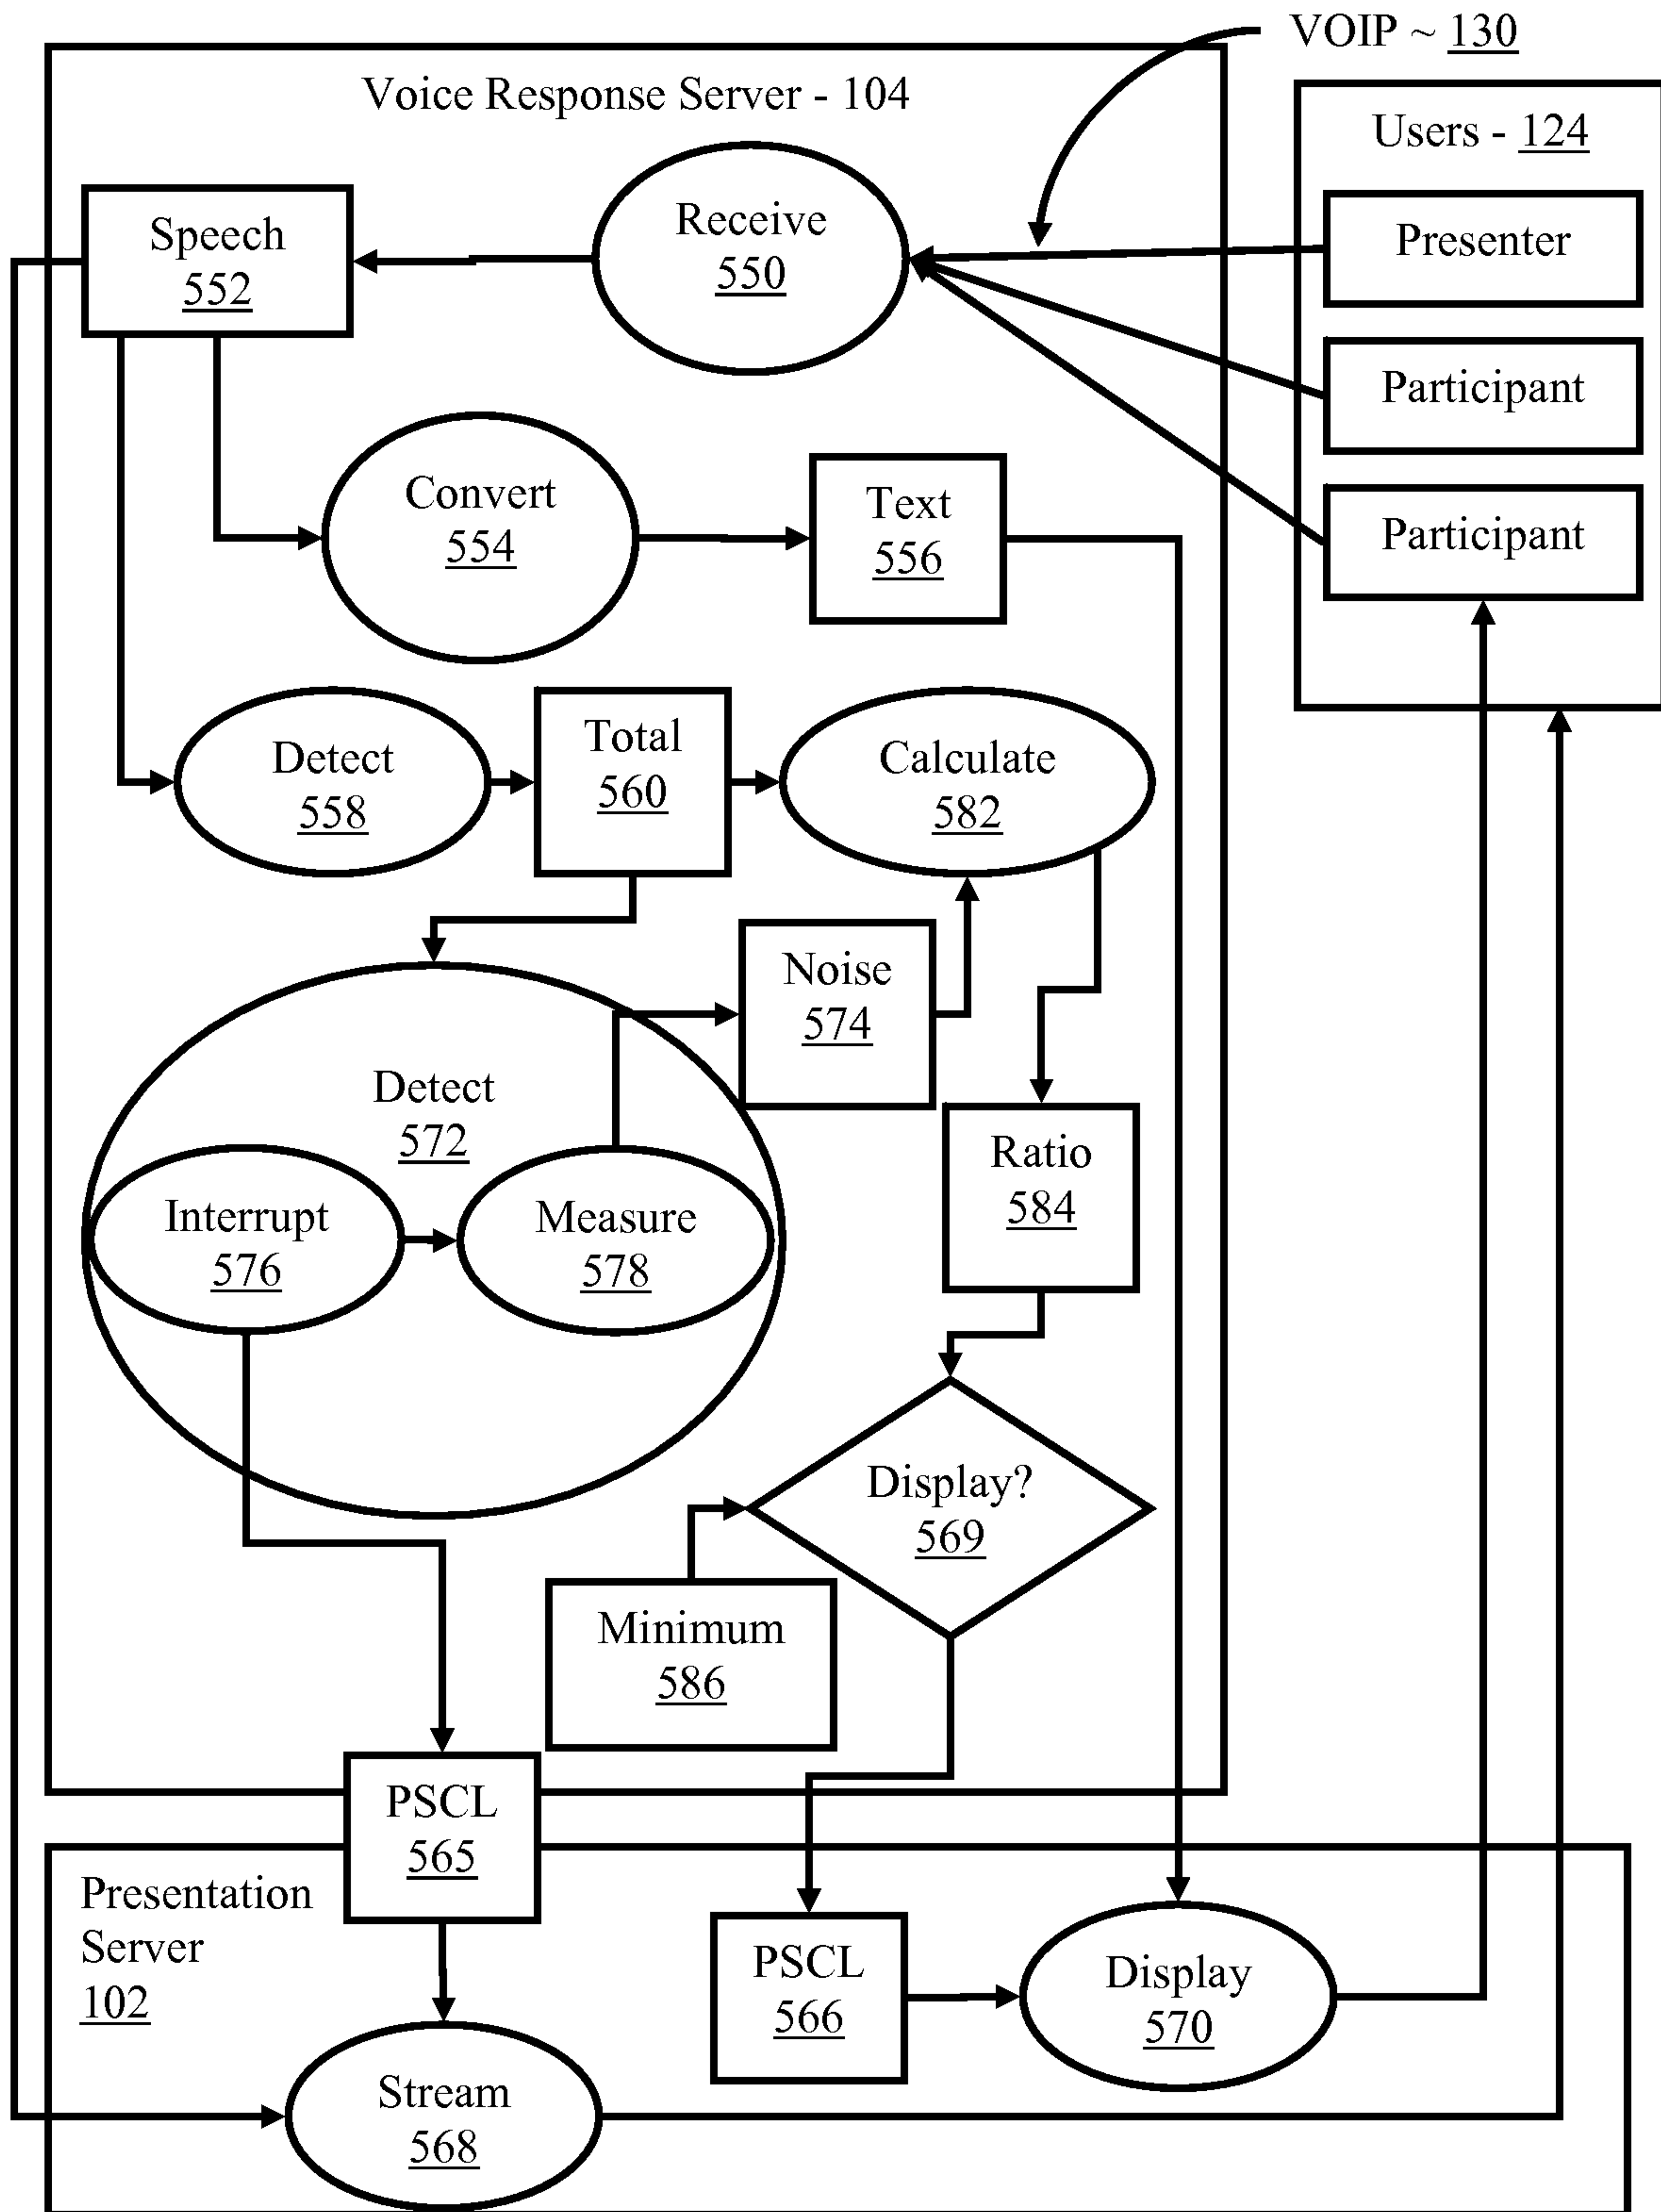 VOIP ~ 130
Voice Response Server - 104
Users - 124
Presenter
Participant
Participant
Receive
550
Speech
552
Convert
554
Text
556
Detect
558
Total
560
Calculate
582
Noise
574
Detect
572
Interrupt
576
Measure
578
Ratio
584
Display?
569
Minimum
586
PSCL
565
Presentation
Server
102
PSCL
566
Display
570
Stream
568